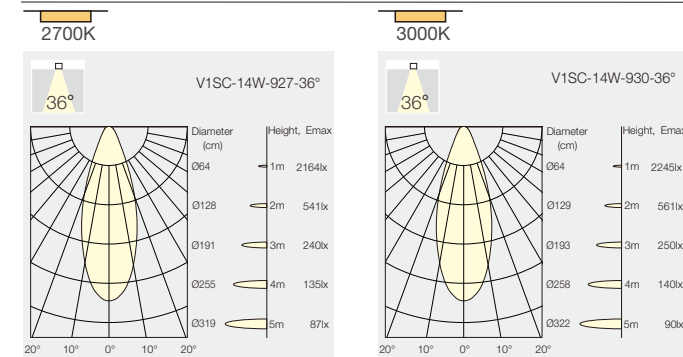 2700K
V1SC-14W-927-36°
36°
Diameter Height, Emax
(cm)
Ø64 1m 2164lx
Ø128 2m 541lx
Ø191 3m 240lx
Ø255 4m 135lx
Ø319 5m 87lx
20° 10° 0° 10° 20°
3000K
V1SC-14W-930-36°
36°
Diameter Height, Emax
(cm)
Ø64 1m 2245lx
Ø129 2m 561lx
Ø193 3m 250lx
Ø258 4m 140lx
Ø322 5m 90lx
20° 10° 0° 10° 20°